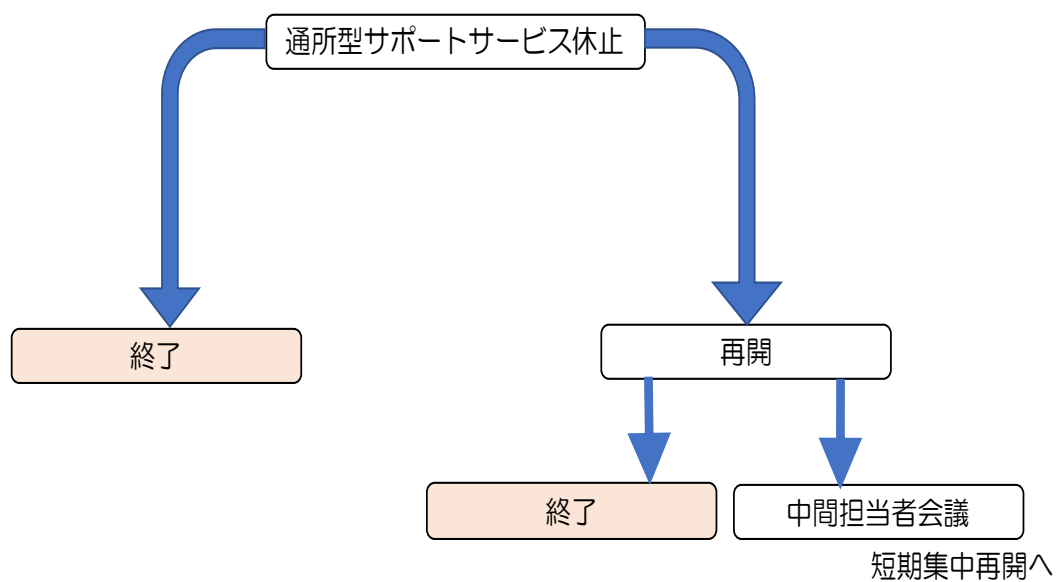 通所型サポートサービス休止
終了
再開
終了
中間担当者会議
短期集中再開へ